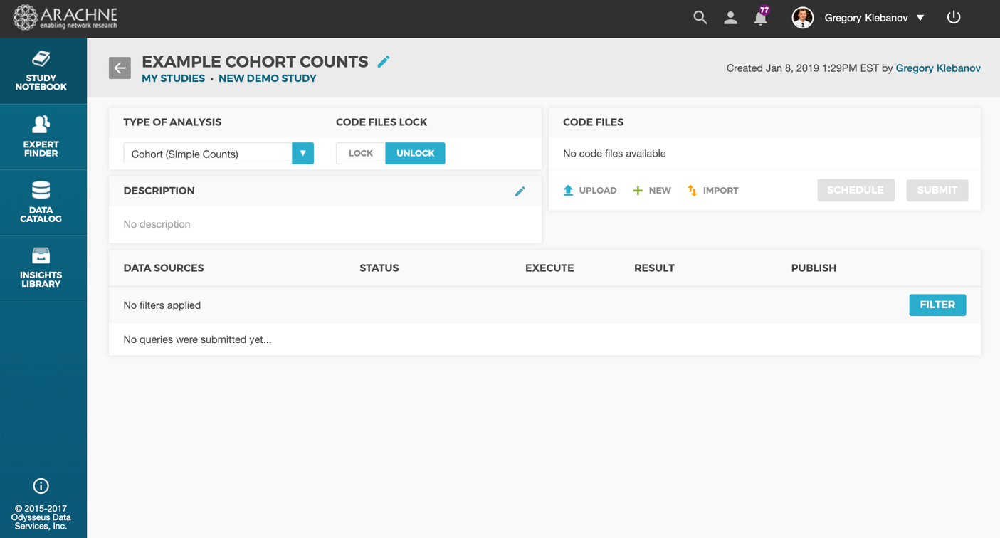 ARACHNE
enabling network research
77
Gregory Klebanov
STUDY
NOTEBOOK
EXPERT
FINDER
DATA
CATALOG
INSIGHTS
LIBRARY
© 2015-2017
Odysseus Data
Services, Inc.
EXAMPLE COHORT COUNTS
MY STUDIES • NEW DEMO STUDY
Created Jan 8, 2019 1:29PM EST by Gregory Klebanov
TYPE OF ANALYSIS
Cohort (Simple Counts)
CODE FILES LOCK
LOCK UNLOCK
DESCRIPTION
No description
CODE FILES
No code files available
UPLOAD NEW IMPORT SCHEDULE SUBMIT
DATA SOURCES STATUS EXECUTE RESULT PUBLISH
No filters applied FILTER
No queries were submitted yet...